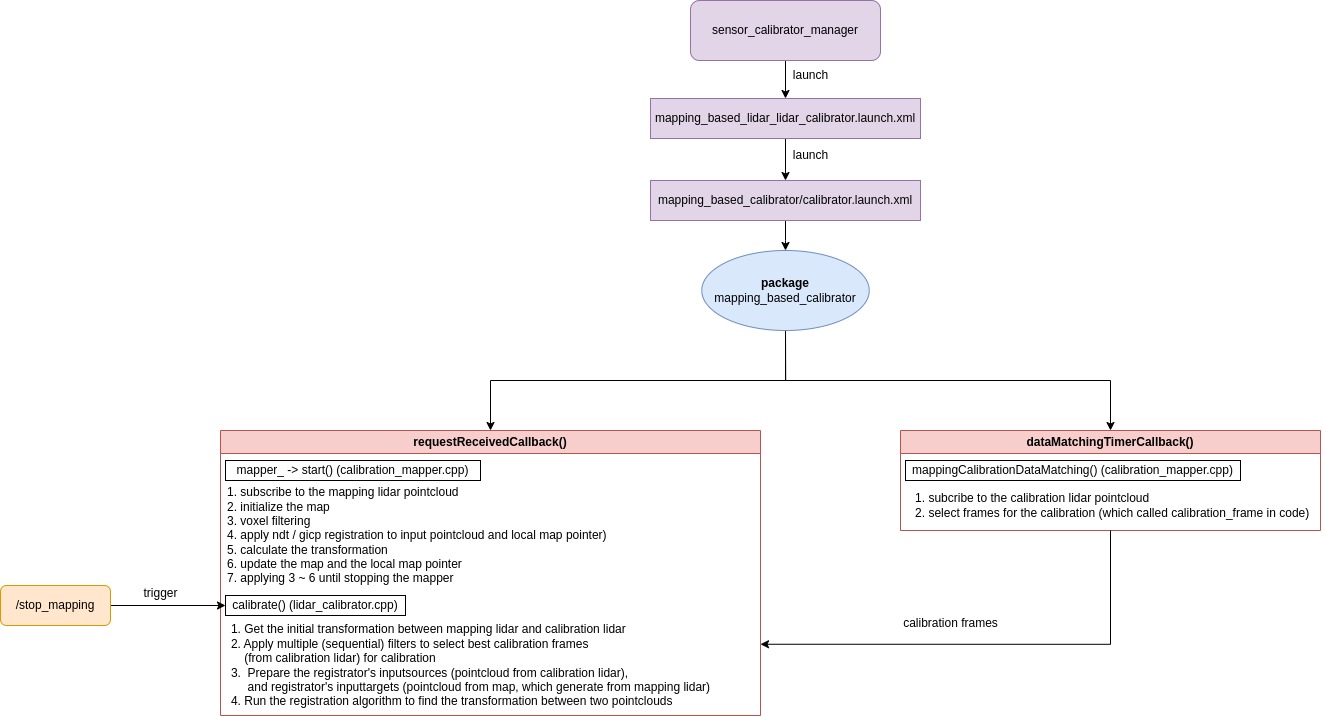 sensor_calibrator_manager
launch
mapping_based_lidar_lidar_calibrator.launch.xml
launch
mapping_based_calibrator/calibrator.launch.xml
package
mapping_based_calibrator
requestReceivedCallback()
mapper_ -> start() (calibration_mapper.cpp)
1. subscribe to the mapping lidar pointcloud
2. initialize the map
3. voxel filtering
4. apply ndt / gicp registration to input pointcloud and local map pointer)
5. calculate the transformation
6. update the map and the local map pointer
7. applying 3 ~ 6 until stopping the mapper
/stop_mapping
trigger
calibrate() (lidar_calibrator.cpp)
1. Get the initial transformation between mapping lidar and calibration lidar
2. Apply multiple (sequential) filters to select best calibration frames
(from calibration lidar) for calibration
3. Prepare the registrator's inputsources (pointcloud from calibration lidar),
and registrator's inputtargets (pointcloud from map, which generate from mapping lidar)
4. Run the registration algorithm to find the transformation between two pointclouds
dataMatchingTimerCallback()
mappingCalibrationDataMatching() (calibration_mapper.cpp)
1. subcribe to the calibration lidar pointcloud
2. select frames for the calibration (which called calibration_frame in code)
calibration frames